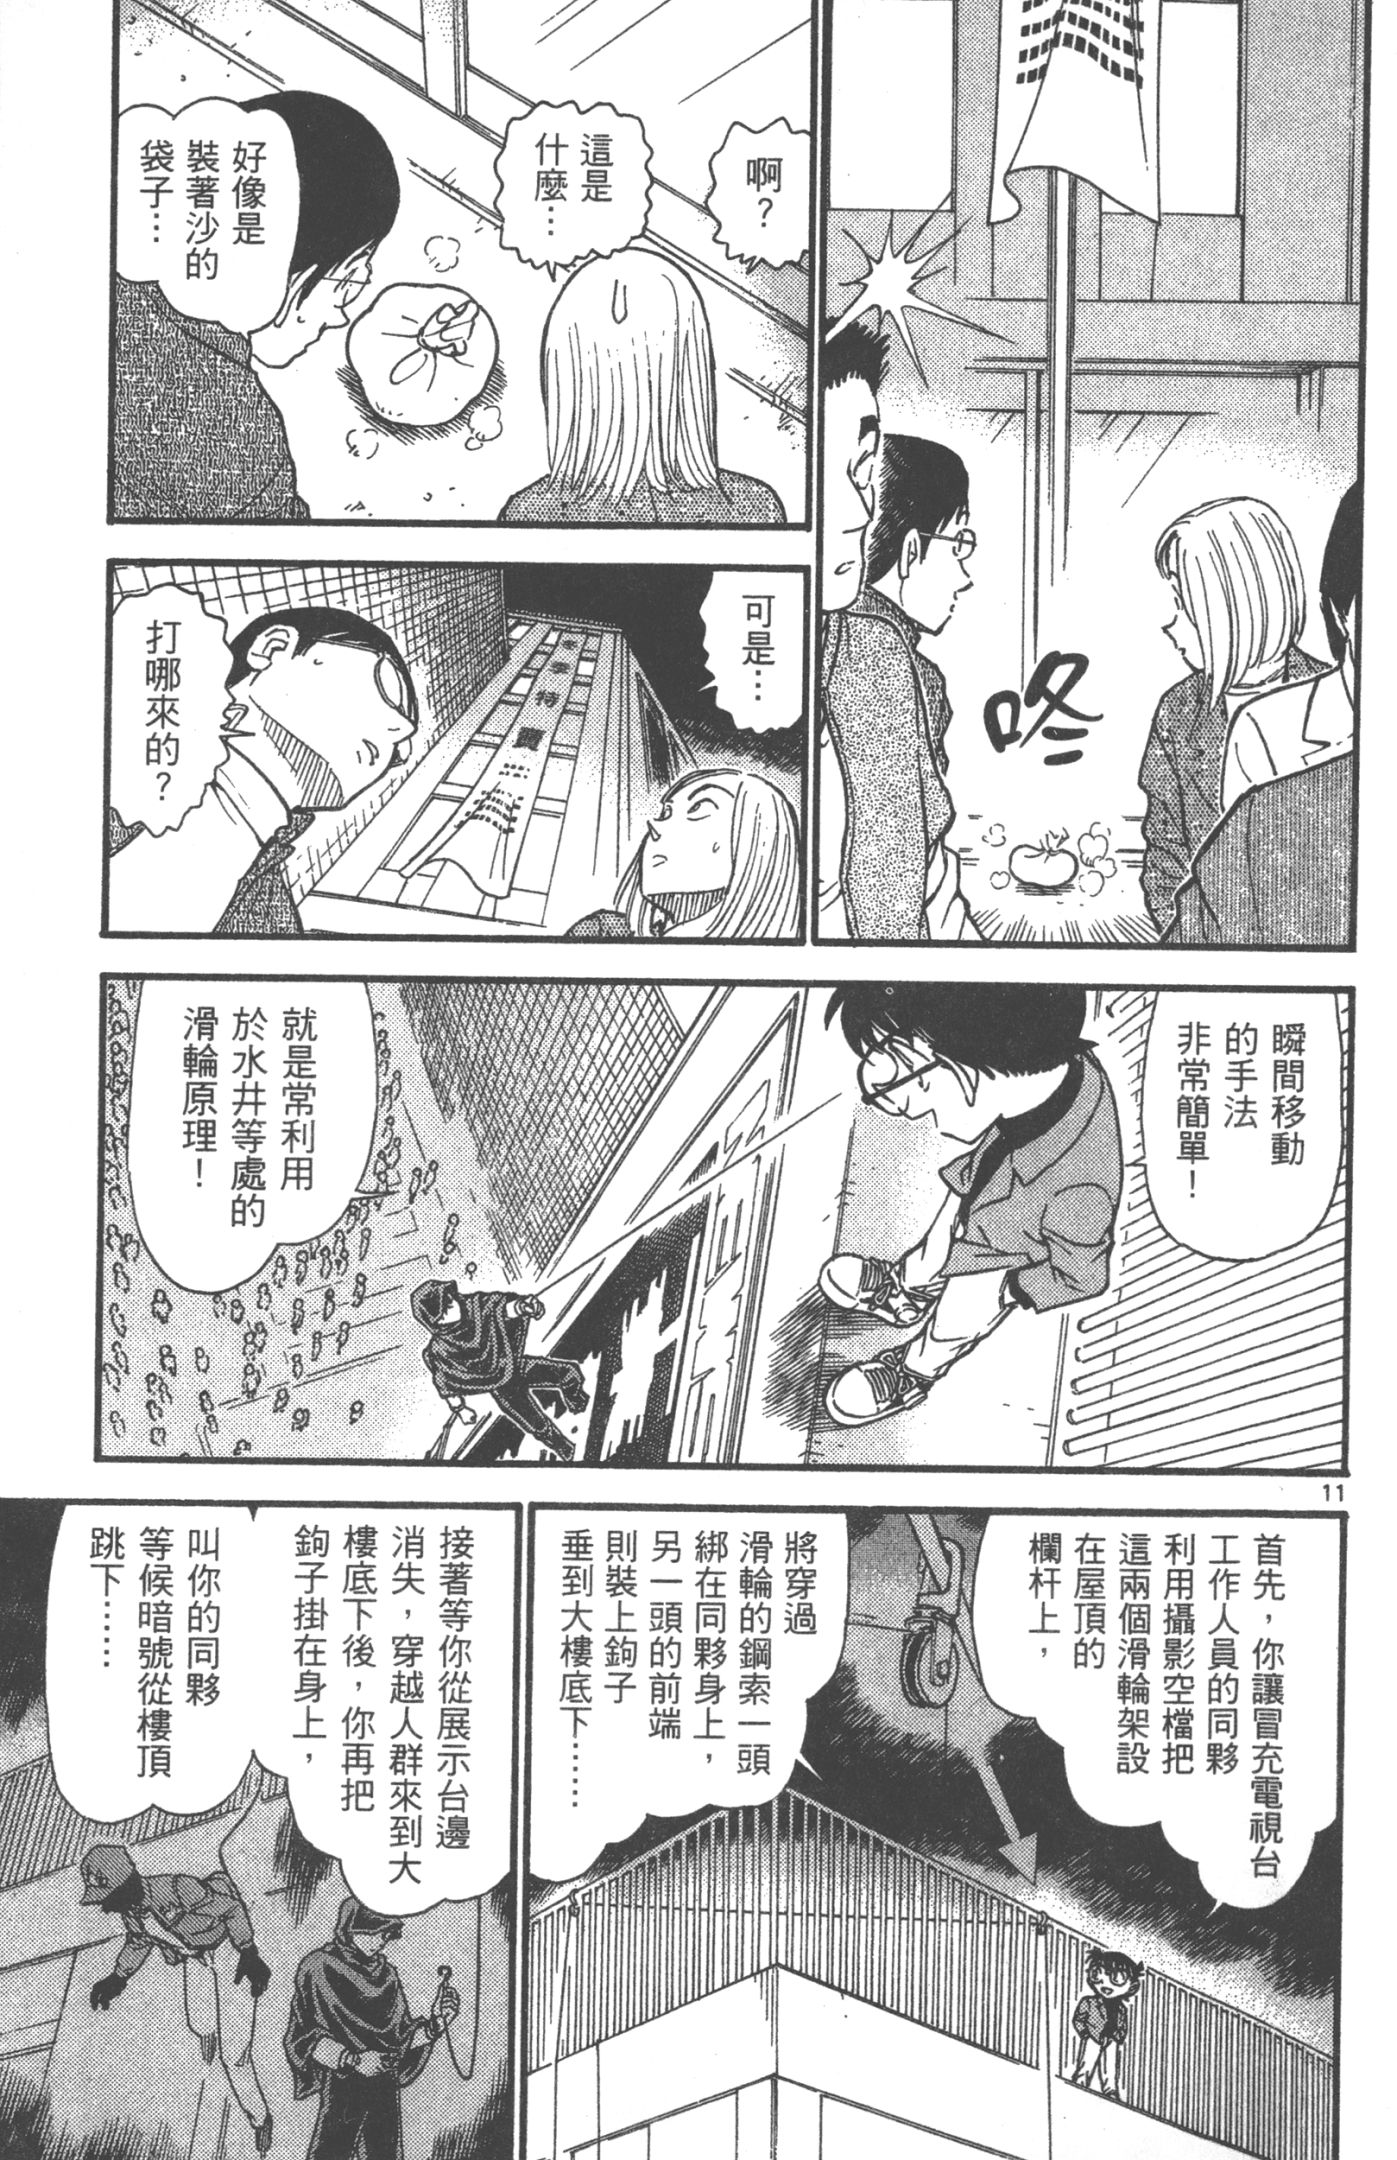 咚
啊？
這是
什麼…
好像是
裝著沙的
袋子…
可是…
打哪來的？
年終特賣
瞬間移動
的手法
非常簡單！
就是常利用
於水井等處的
滑輪原理！
11
首先，你讓冒充電視台
工作人員的同夥
利用攝影空檔把
這兩個滑輪架設
在屋頂的
欄杆上，
將穿過
滑輪的鋼索一頭
綁在同夥身上，
另一頭的前端
則裝上鉤子
垂到大樓底下……
接著等你從展示台邊
消失，穿越人群來到大
樓底下後，你再把
鉤子掛在身上，
叫你的同夥
等候暗號從樓頂
跳下……